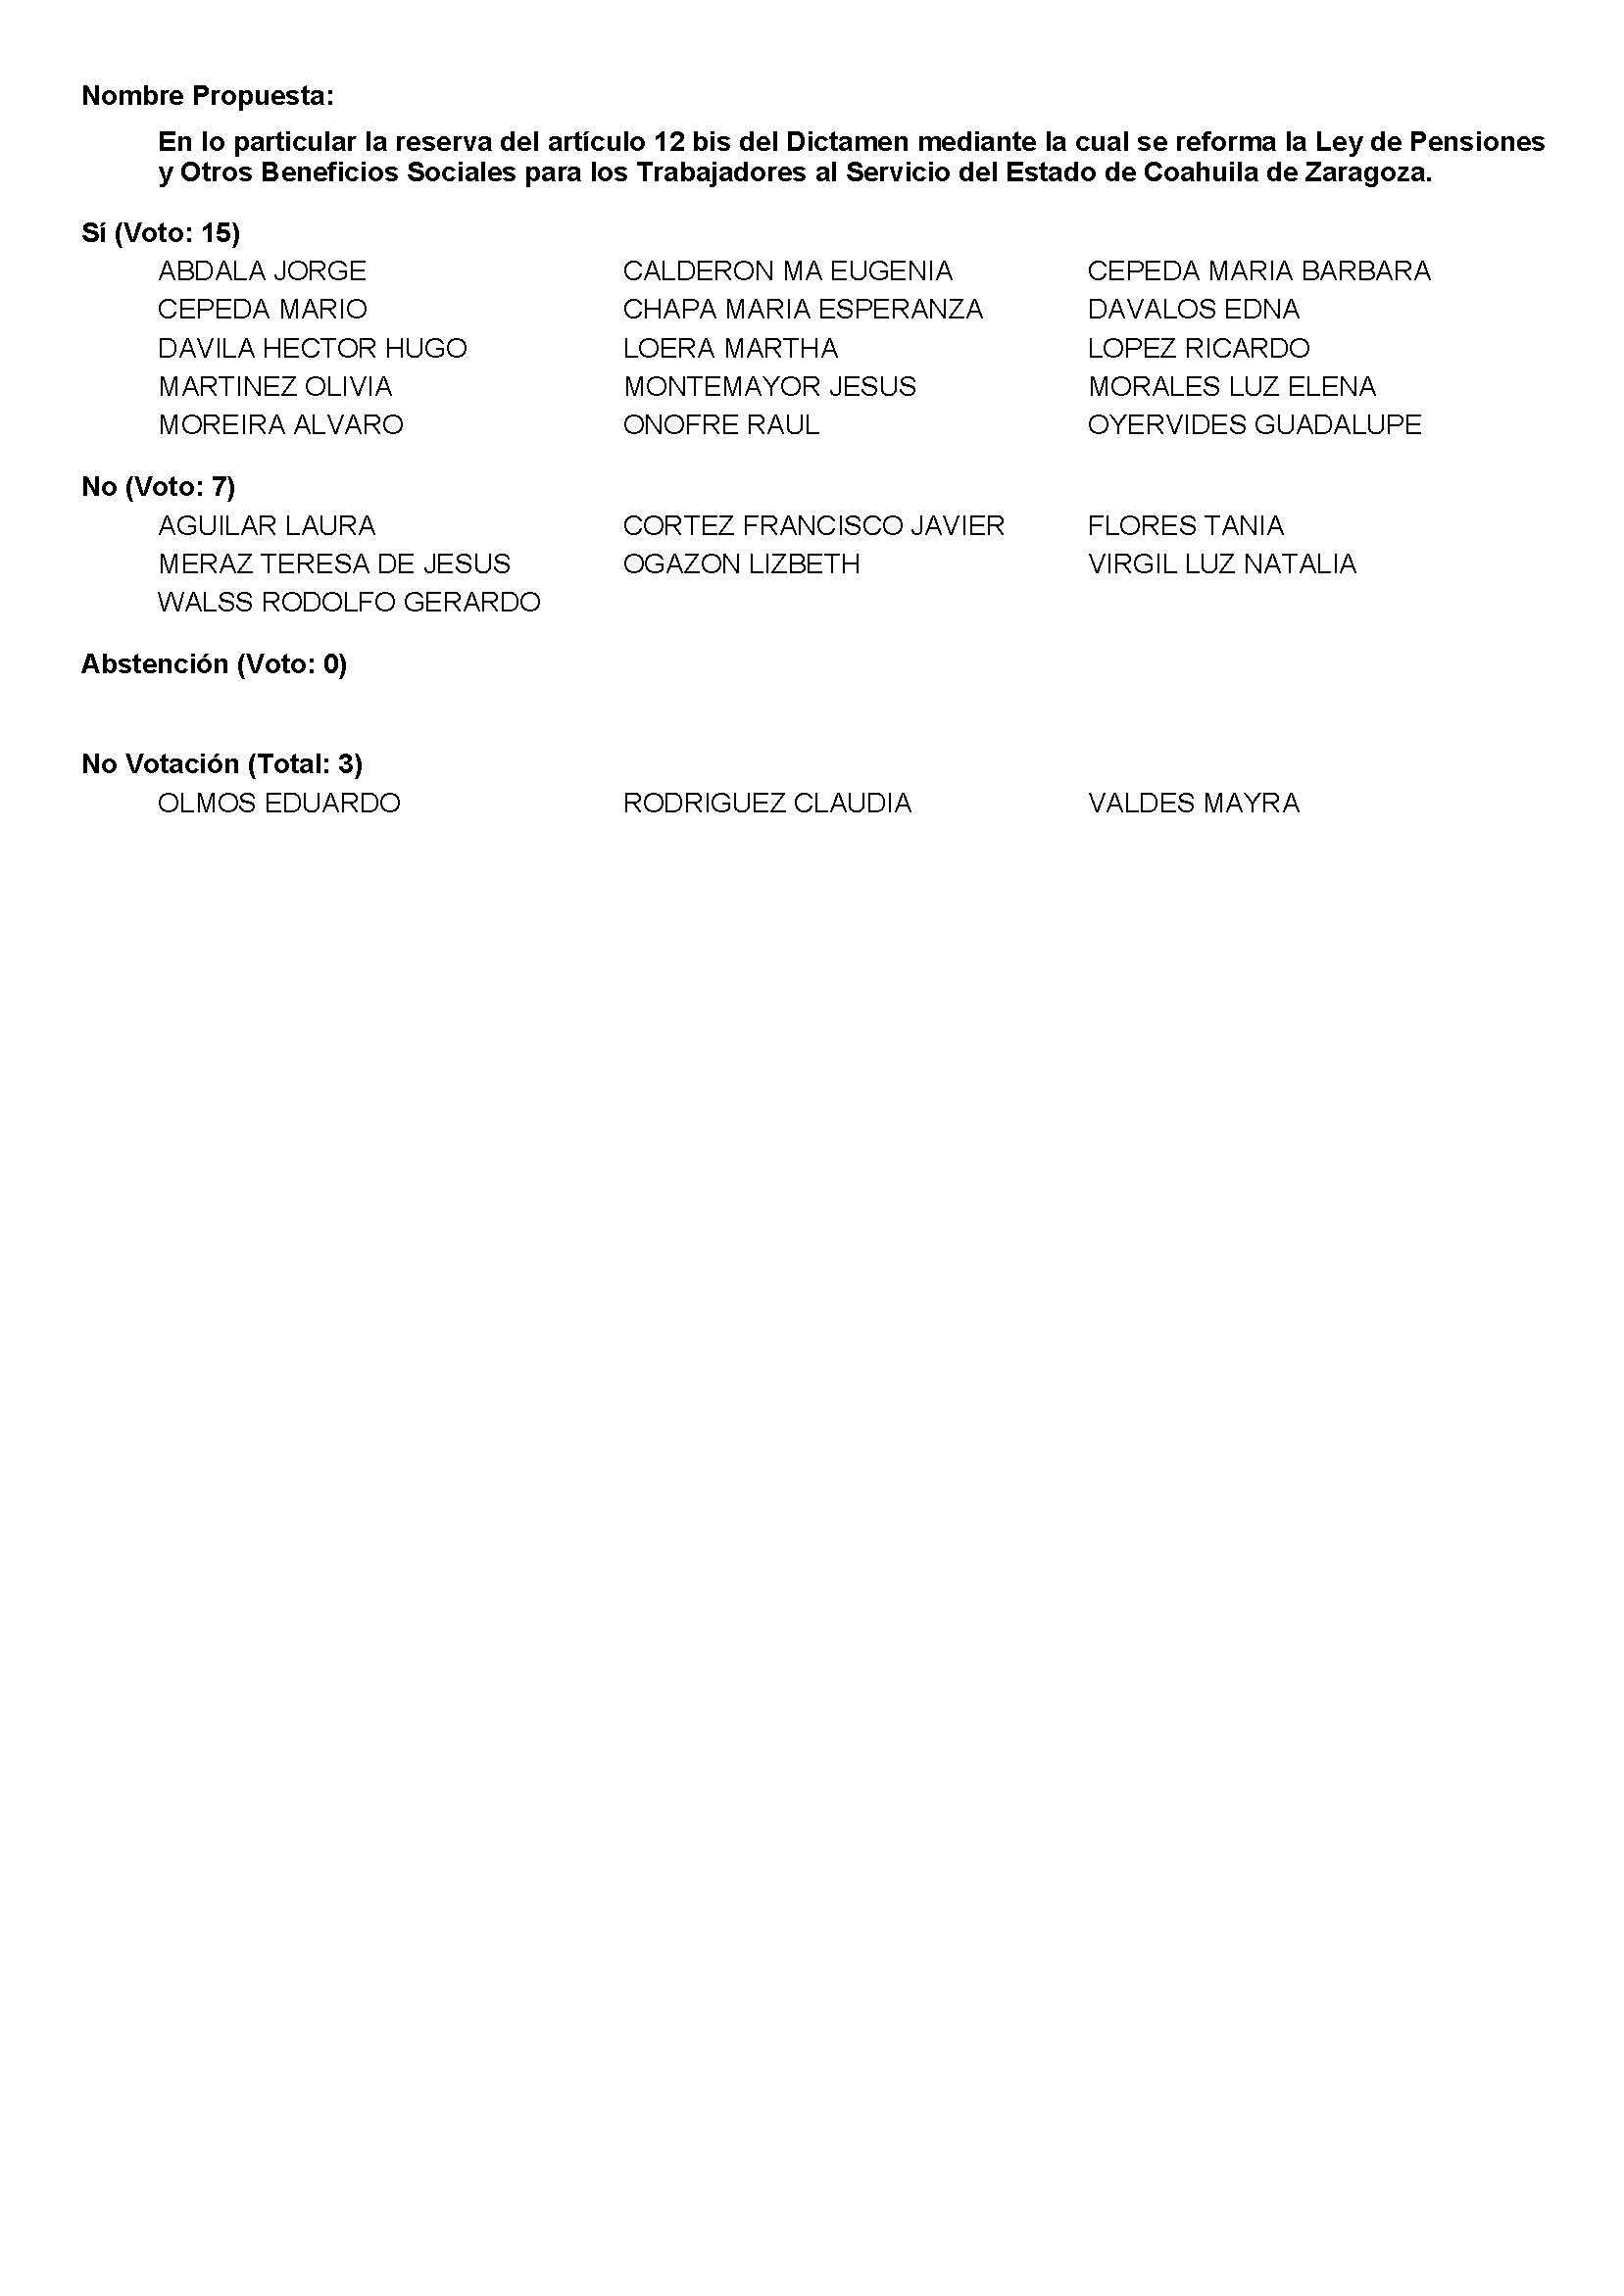 Nombre Propuesta:
En lo particular la reserva del artículo 12 bis del Dictamen mediante la cual se reforma la Ley de Pensiones
y Otros Beneficios Sociales para los Trabajadores al Servicio del Estado de Coahuila de Zaragoza.
Sí (Voto: 15)
ABDALA JORGE CALDERON MA EUGENIA CEPEDA MARIA BARBARA
CEPEDA MARIO CHAPA MARIA ESPERANZA DAVALOS EDNA
DAVILA HECTOR HUGO LOERA MARTHA LOPEZ RICARDO
MARTINEZ OLIVIA MONTEMAYOR JESUS MORALES LUZ ELENA
MOREIRA ALVARO ONOFRE RAUL OYERVIDES GUADALUPE
No (Voto: 7)
AGUILAR LAURA CORTEZ FRANCISCO JAVIER FLORES TANIA
MERAZ TERESA DE JESUS OGAZON LIZBETH VIRGIL LUZ NATALIA
WALSS RODOLFO GERARDO
Abstención (Voto: 0)
No Votación (Total: 3)
OLMOS EDUARDO RODRIGUEZ CLAUDIA VALDES MAYRA